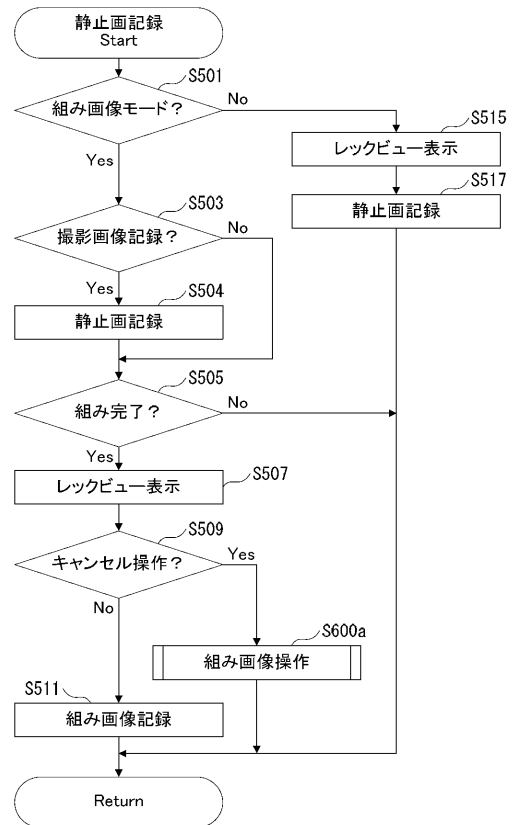 静止画記録
Start
S501
組み画像モード？
No
Yes
S515
レックビュー表示
S517
静止画記録
S503
撮影画像記録？
No
Yes
S504
静止画記録
S505
組み完了？
No
Yes
S507
レックビュー表示
S509
キャンセル操作？
Yes
No
S600a
組み画像操作
S511
組み画像記録
Return